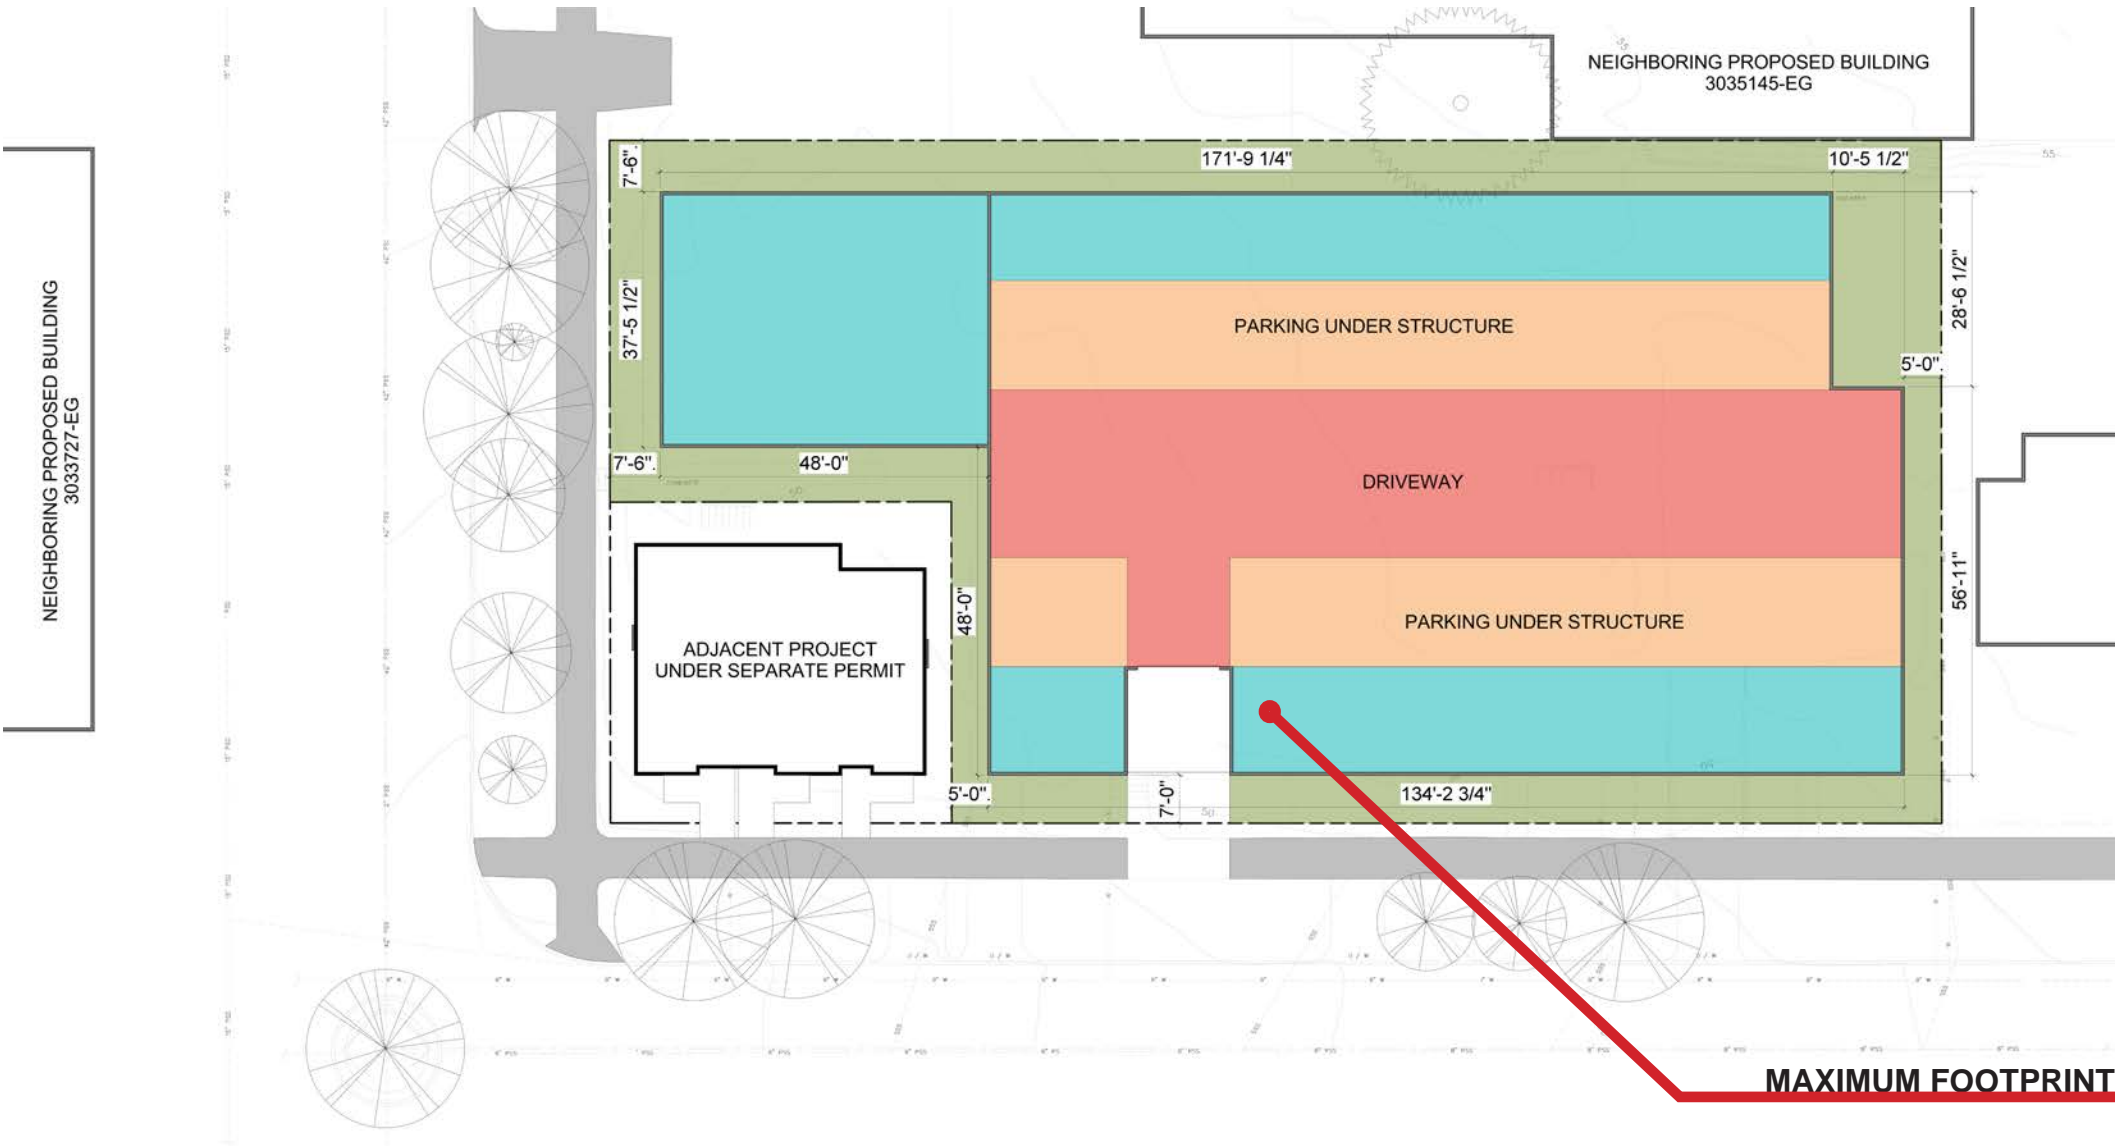 NEIGHBORING PROPOSED BUILDING
3035145-EG
171'-9 1/4"
10'-5 1/2"
7'-6".
37'-5 1/2"
28'-6 1/2"
5'-0".
PARKING UNDER STRUCTURE
NEIGHBORING PROPOSED BUILDING
3033727-EG
7'-6".
48'-0"
DRIVEWAY
48'-0"
56'-11"
PARKING UNDER STRUCTURE
ADJACENT PROJECT
UNDER SEPARATE PERMIT
5'-0".
7'-0"
134'-2 3/4"
MAXIMUM FOOTPRINT
55
50